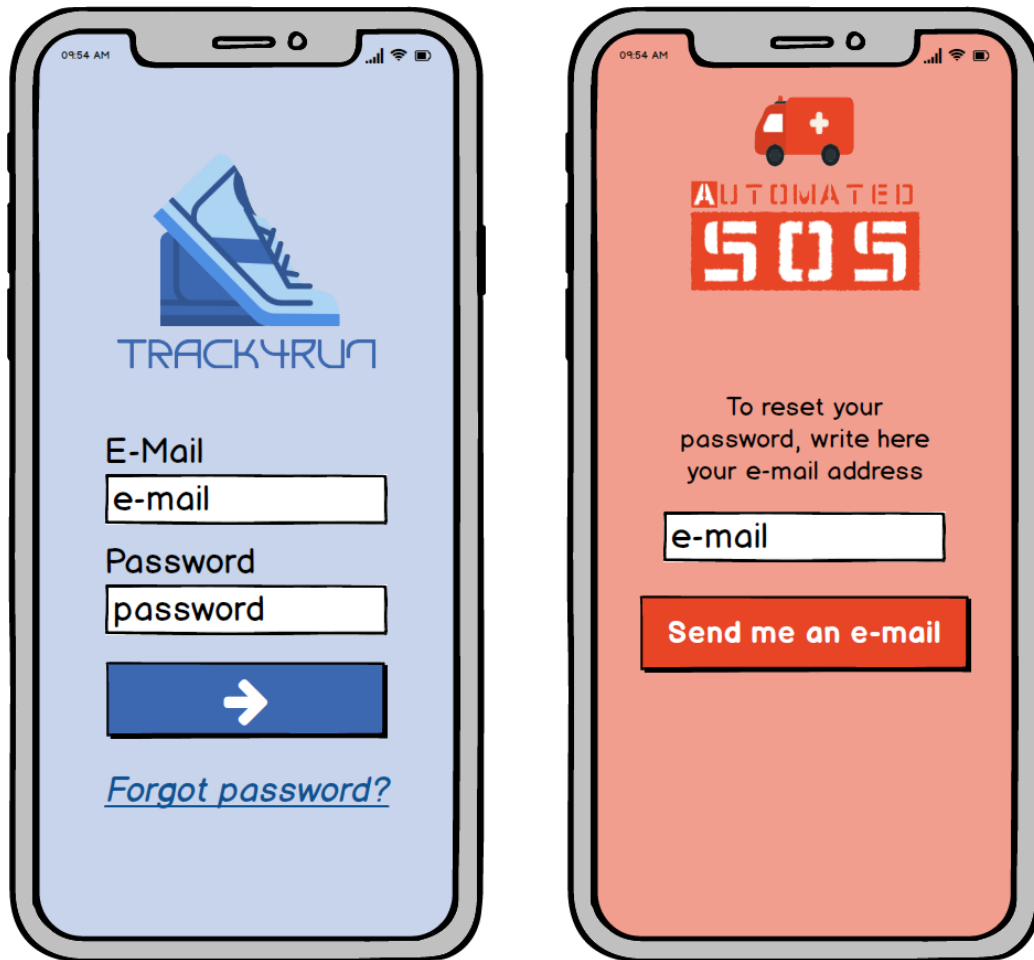 09:54 AM
TRACK4RUN
E-Mail
e-mail
Password
password
Forgot password?
09:54 AM
AUTOMATED
SOS
To reset your
password, write here
your e-mail address
e-mail
Send me an e-mail